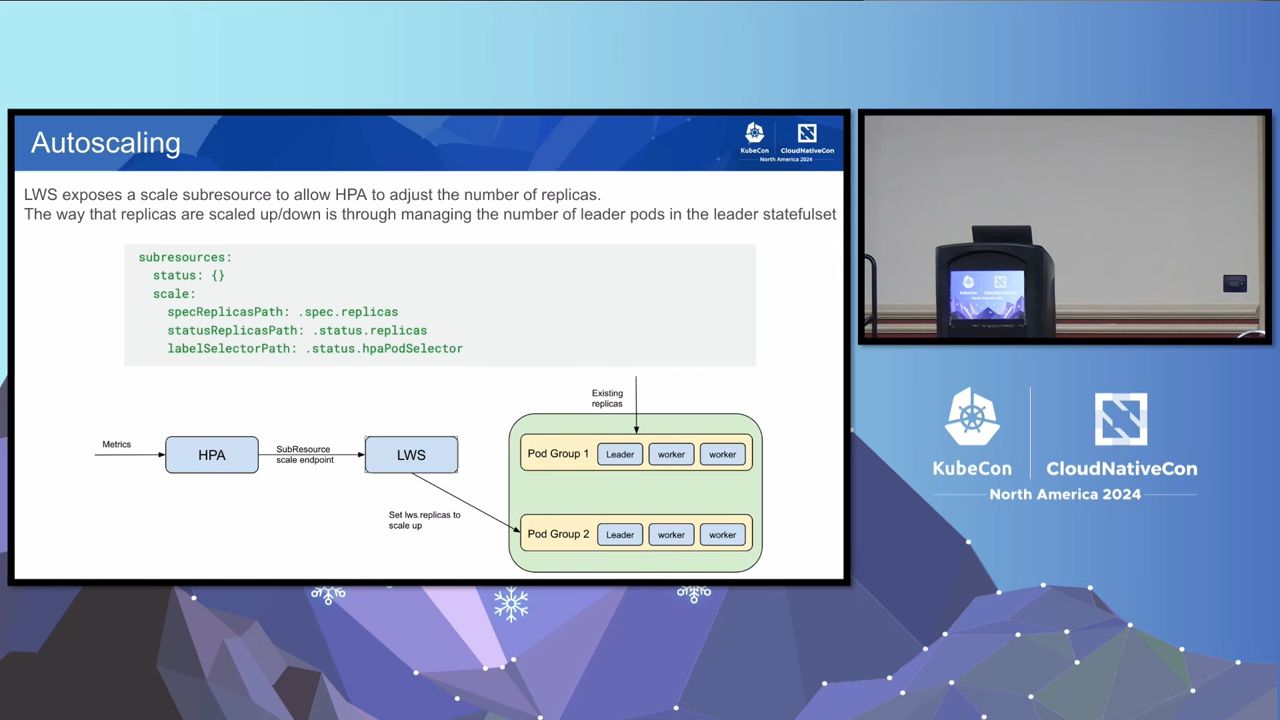 Autoscaling
KubeCon
CloudNativeCon
North America 2024
LWS exposes a scale subresource to allow HPA to adjust the number of replicas.
The way that replicas are scaled up/down is through managing the number of leader pods in the leader statefulset
subresources:
status: {}
scale:
specReplicasPath: .spec.replicas
statusReplicasPath: .status.replicas
labelSelectorPath: .status.hpaPodSelector
Existing
replicas
Metrics
HPA
SubResource
scale endpoint
LWS
Set lws.replicas to
scale up
Pod Group 1
Leader
worker
worker
Pod Group 2
Leader
worker
worker
KubeCon
CloudNativeCon
North America 2024